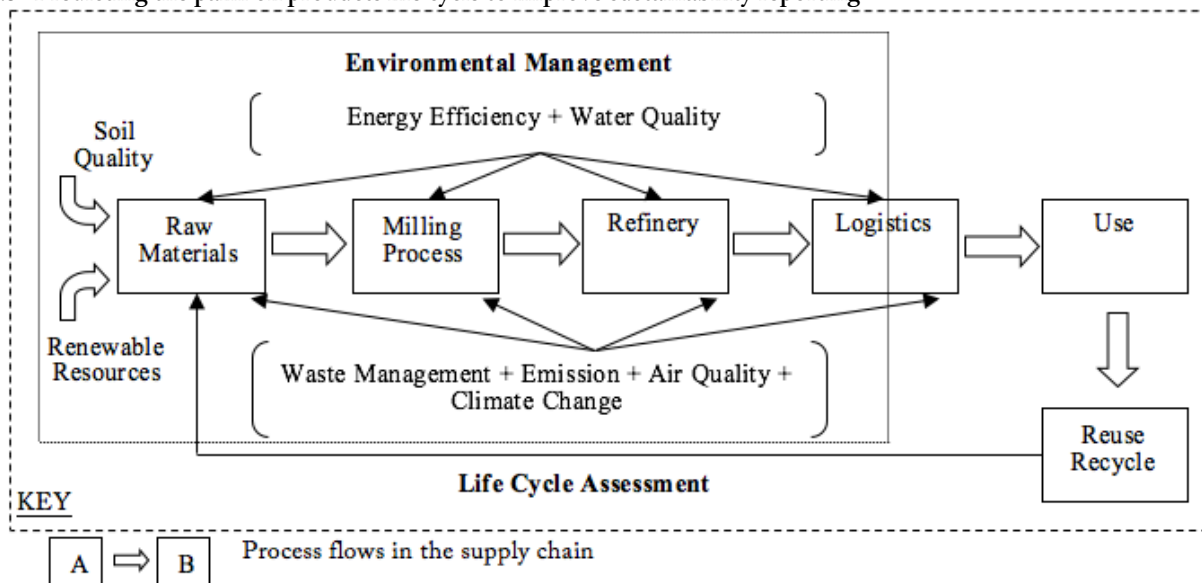 Environmental Management
Energy Efficiency + Water Quality
Soil
Quality
Raw
Materials
Milling
Process
Refinery
Logistics
Use
Renewable
Resources
Waste Management + Emission + Air Quality +
Climate Change
Reuse
Recycle
Life Cycle Assessment
KEY
A
B
Process flows in the supply chain